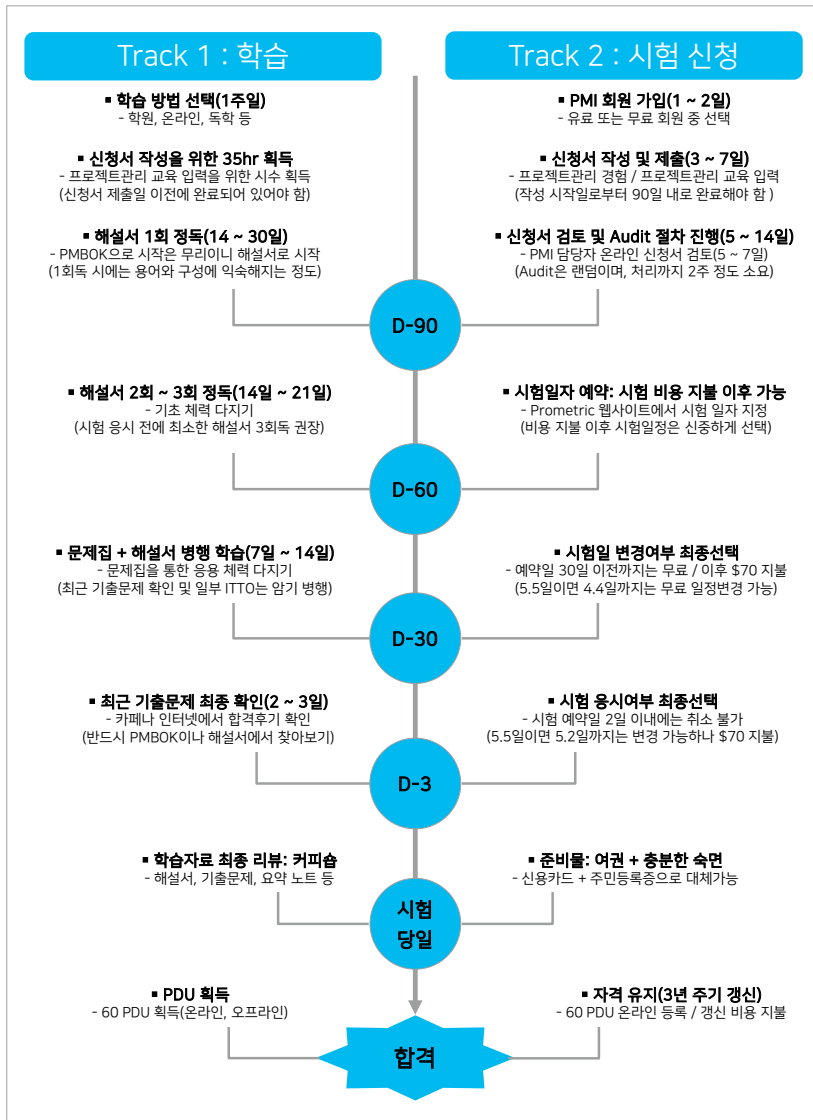 Track 1 : 학습
Track 2 : 시험 신청
▪ 학습 방법 선택(1주일)
- 학원, 온라인, 독학 등
▪ PMI 회원 가입(1 ~ 2일)
- 유료 또는 무료 회원 중 선택
▪ 신청서 작성을 위한 35hr 획득
- 프로젝트관리 교육 입력을 위한 시수 획득
(신청서 제출일 이전에 완료되어 있어야 함)
▪ 신청서 작성 및 제출(3 ~ 7일)
- 프로젝트관리 경험 / 프로젝트관리 교육 입력
(작성 시작일로부터 90일 내로 완료해야 함 )
▪ 해설서 1회 정독(14 ~ 30일)
- PMBOK으로 시작은 무리이니 해설서로 시작
(1회독 시에는 용어와 구성에 익숙해지는 정도)
▪ 신청서 검토 및 Audit 절차 진행(5 ~ 14일)
- PMI 담당자 온라인 신청서 검토(5 ~ 7일)
(Audit은 랜덤이며, 처리까지 2주 정도 소요)
D-90
▪ 해설서 2회 ~ 3회 정독(14일 ~ 21일)
- 기초 체력 다지기
(시험 응시 전에 최소한 해설서 3회독 권장)
▪ 시험일자 예약: 시험 비용 지불 이후 가능
- Prometric 웹사이트에서 시험 일자 지정
(비용 지불 이후 시험일정은 신중하게 선택)
D-60
▪ 문제집 + 해설서 병행 학습(7일 ~ 14일)
- 문제집을 통한 응용 체력 다지기
(최근 기출문제 확인 및 일부 ITTO는 암기 병행)
▪ 시험일 변경여부 최종선택
- 예약일 30일 이전까지는 무료 / 이후 $70 지불
(5.5일이면 4.4일까지는 무료 일정변경 가능)
D-30
▪ 최근 기출문제 최종 확인(2 ~ 3일)
- 카페나 인터넷에서 합격후기 확인
(반드시 PMBOK이나 해설서에서 찾아보기)
▪ 시험 응시여부 최종선택
- 시험 예약일 2일 이내에는 취소 불가
(5.5일이면 5.2일까지는 변경 가능하나 $70 지불)
D-3
▪ 학습자료 최종 리뷰: 커피숍
- 해설서, 기출문제, 요약 노트 등
▪ 준비물: 여권 + 충분한 숙면
- 신용카드 + 주민등록증으로 대체가능
시험
당일
▪ PDU 획득
- 60 PDU 획득(온라인, 오프라인)
▪ 자격 유지(3년 주기 갱신)
- 60 PDU 온라인 등록 / 갱신 비용 지불
합격